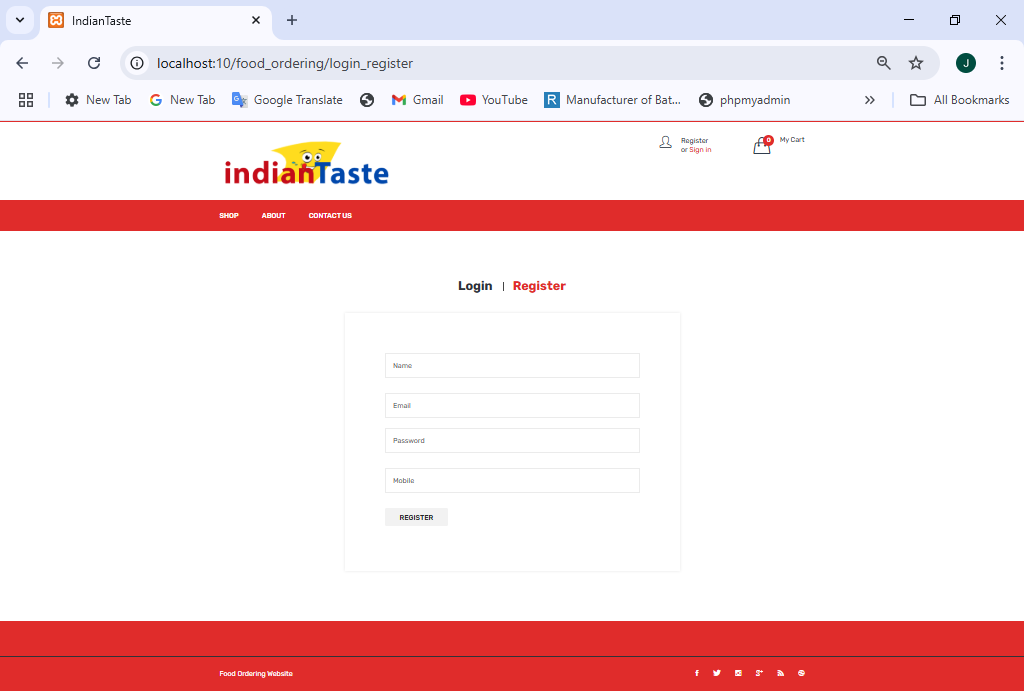 IndianTaste
localhost:10/food_ordering/login_register
J
New Tab
New Tab
Google Translate
Gmail
YouTube
Manufacturer of Bat...
phpmyadmin
All Bookmarks
indianTaste
Register
or Sign in
0
My Cart
SHOP ABOUT CONTACT US
Login | Register
Name
Email
Password
Mobile
REGISTER
Food Ordering Website